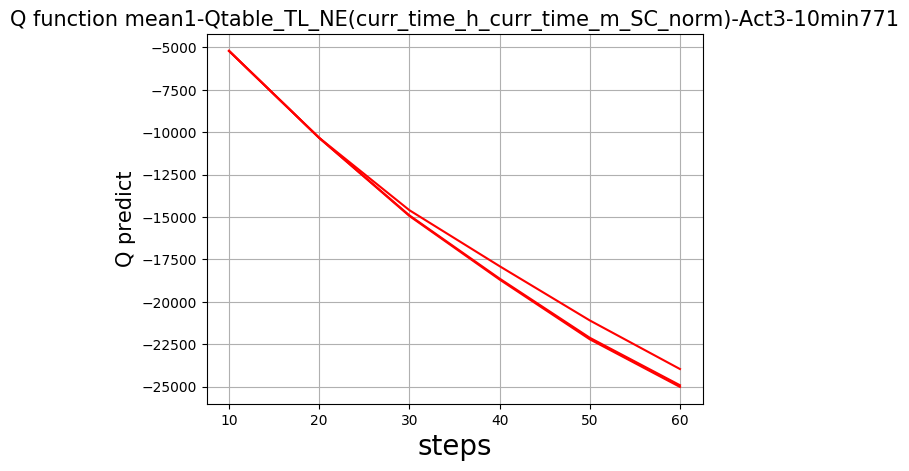 Q function mean1-Qtable_TL_NE(curr_time_h_curr_time_m_SC_norm)-Act3-10min771
−5000
−7500
−10000
−12500
−15000
−17500
−20000
−22500
−25000
Q predict
10 20 30 40 50 60
steps